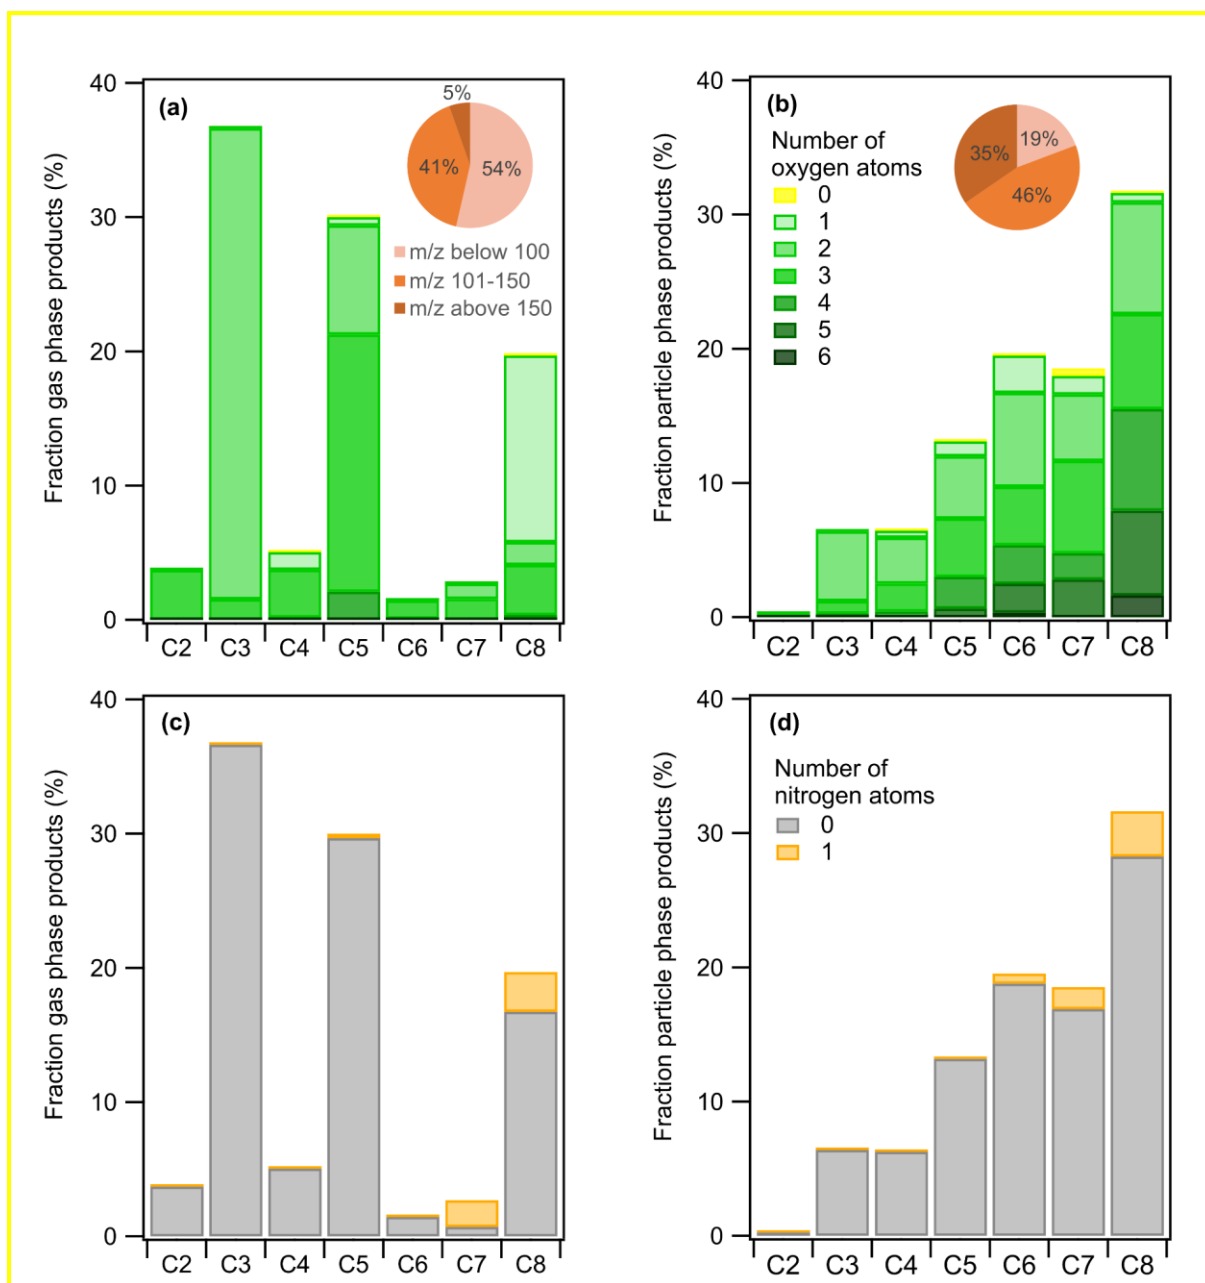 (a)
5%
41%
54%
m/z below 100
m/z 101-150
m/z above 150
Fraction gas phase products (%)
40
30
20
10
0
C2 C3 C4 C5 C6 C7 C8
(b)
Number of
oxygen atoms
0
1
2
3
4
5
6
19%
35%
46%
Fraction particle phase products (%)
40
30
20
10
0
C2 C3 C4 C5 C6 C7 C8
(c)
Fraction gas phase products (%)
40
30
20
10
0
C2 C3 C4 C5 C6 C7 C8
(d)
Number of
nitrogen atoms
0
1
Fraction particle phase products (%)
40
30
20
10
0
C2 C3 C4 C5 C6 C7 C8